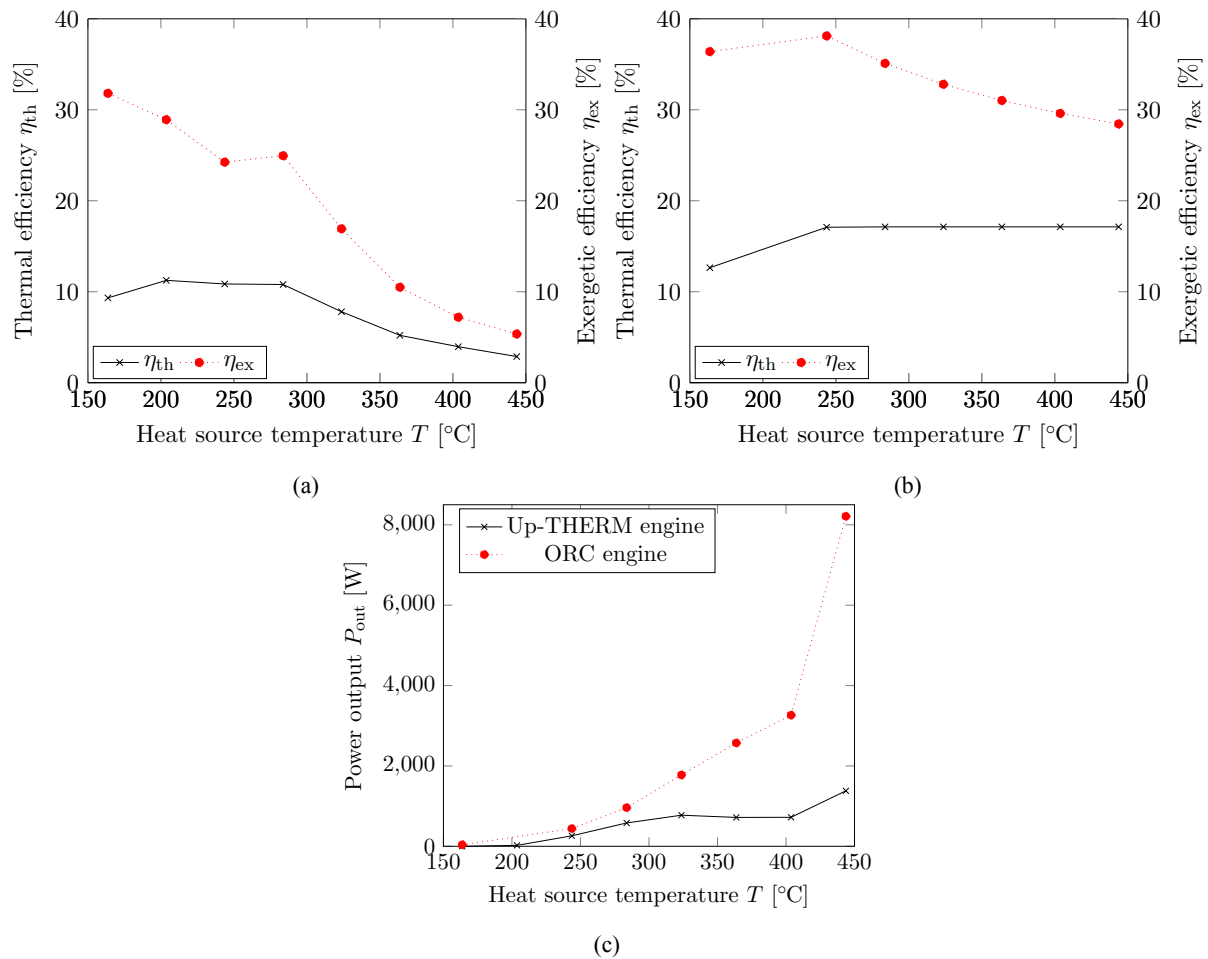 40
30
20
10
0
Thermal efficiency ηth [%]
40
30
20
10
0
Exergetic efficiency ηex [%]
ηth ηex
150 200 250 300 350 400 450
Heat source temperature T [°C]
(a)
40
30
20
10
0
Thermal efficiency ηth [%]
40
30
20
10
0
Exergetic efficiency ηex [%]
ηth ηex
150 200 250 300 350 400 450
Heat source temperature T [°C]
(b)
Up-THERM engine
ORC engine
8,000
6,000
4,000
2,000
0
Power output Pout [W]
150 200 250 300 350 400 450
Heat source temperature T [°C]
(c)